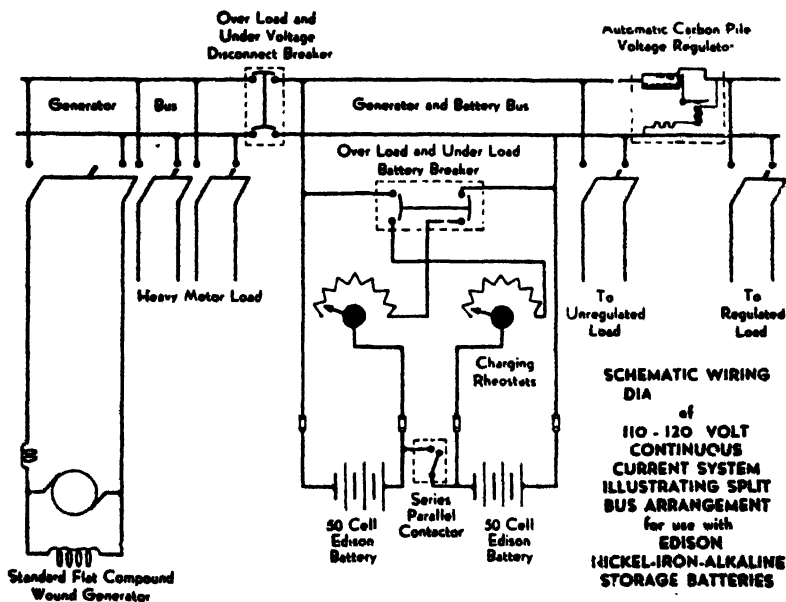 Over Load and
Under Voltage
Disconnect Breaker
Automatic Carbon Pile
Voltage Regulator
Generator Bus
Generator and Battery Bus
Over Load and Under Load
Battery Breaker
Heavy Motor Load
To
Unregulated
Load
To
Regulated
Load
Charging
Rheostats
50 Cell
Edison
Battery
Series
Parallel
Contactor
50 Cell
Edison
Battery
Standard Flat Compound
Wound Generator
SCHEMATIC WIRING
DIA
of
110 - 120 VOLT
CONTINUOUS
CURRENT SYSTEM
ILLUSTRATING SPLIT
BUS ARRANGEMENT
for use with
EDISON
NICKEL-IRON-ALKALINE
STORAGE BATTERIES